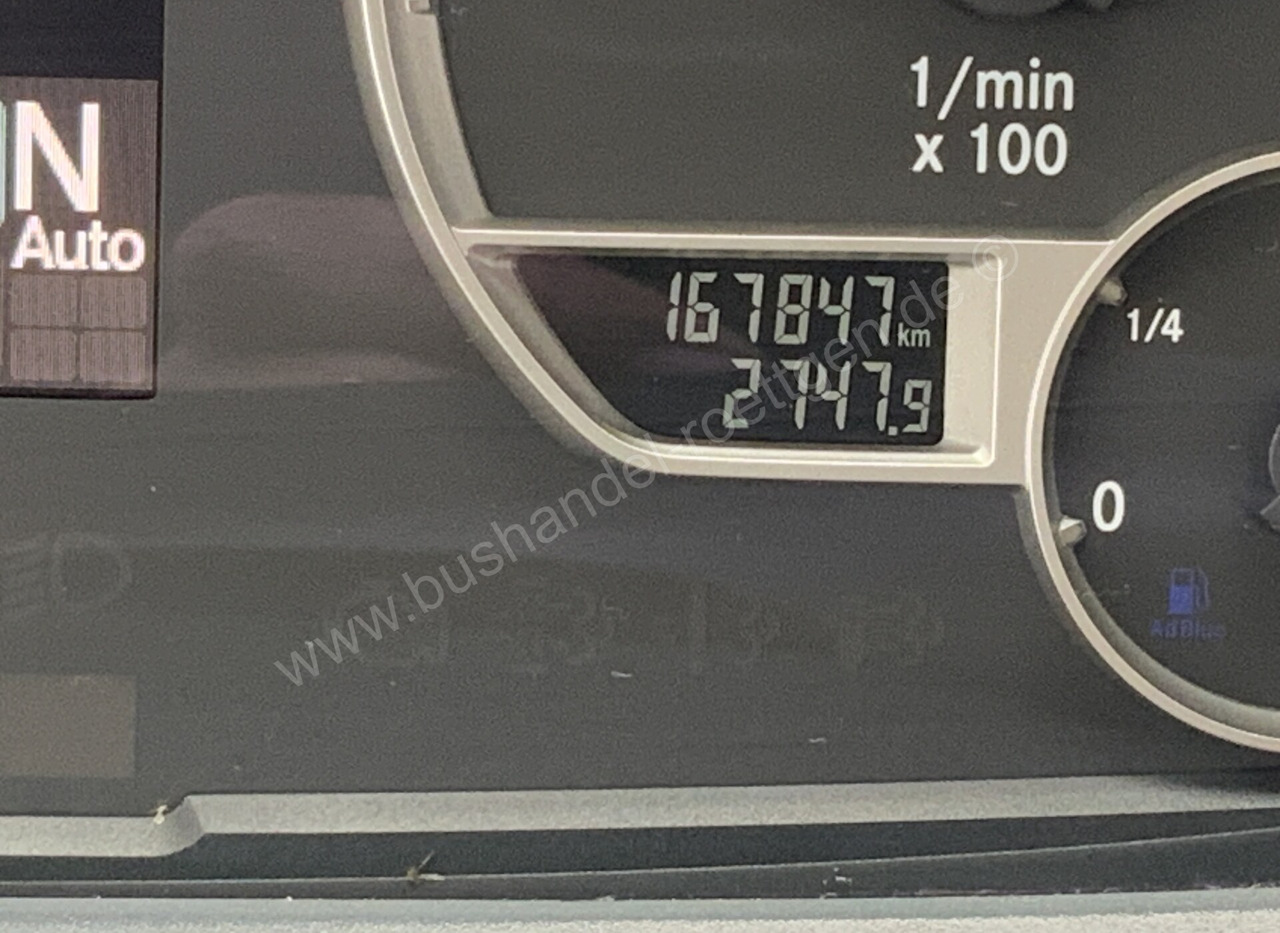 N
Auto
1/min
x 100
167847 km
2747.9
1/4
0
AdBlue
www.bushandel-roettgen.de ©